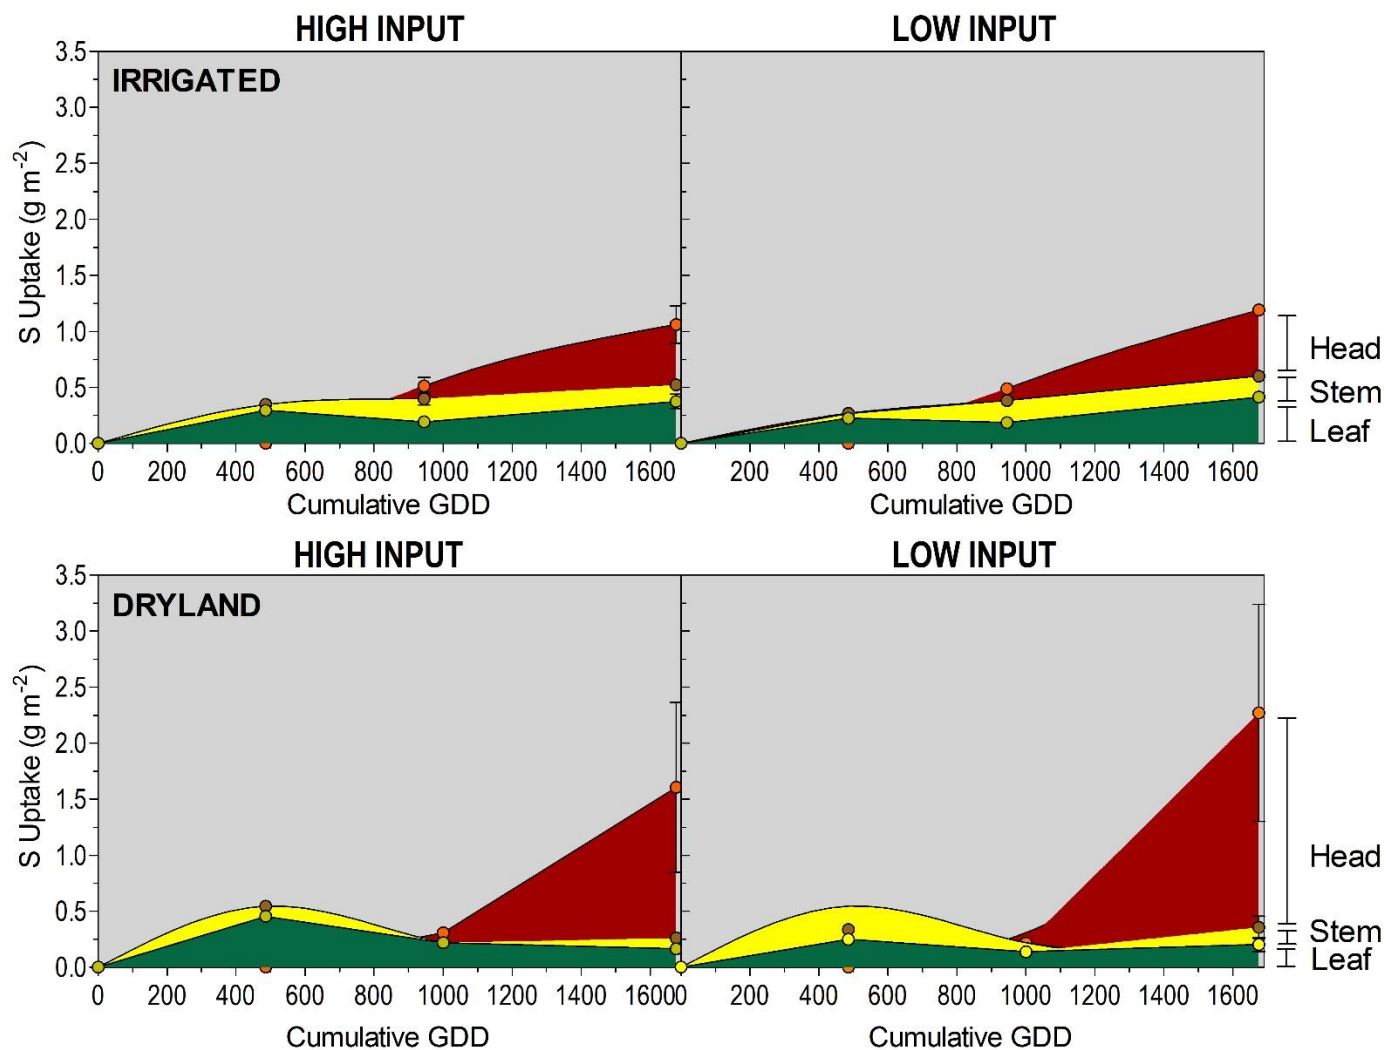 HIGH INPUT LOW INPUT
IRRIGATED
S Uptake (g m⁻²)
3.5
3.0
2.5
2.0
1.5
1.0
0.5
0.0
Head
Stem
Leaf
0 200 400 600 800 1000 1200 1400 1600 200 400 600 800 1000 1200 1400 1600
Cumulative GDD Cumulative GDD
HIGH INPUT LOW INPUT
DRYLAND
S Uptake (g m⁻²)
3.5
3.0
2.5
2.0
1.5
1.0
0.5
0.0
Head
Stem
Leaf
0 200 400 600 800 1000 1200 1400 16000 200 400 600 800 1000 1200 1400 1600
Cumulative GDD Cumulative GDD